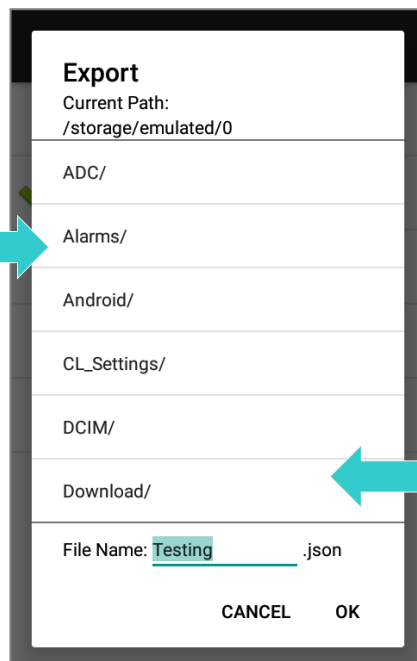 Export
Current Path:
/storage/emulated/0
ADC/
Alarms/
Android/
CL_Settings/
DCIM/
Download/
File Name: Testing .json
CANCEL OK